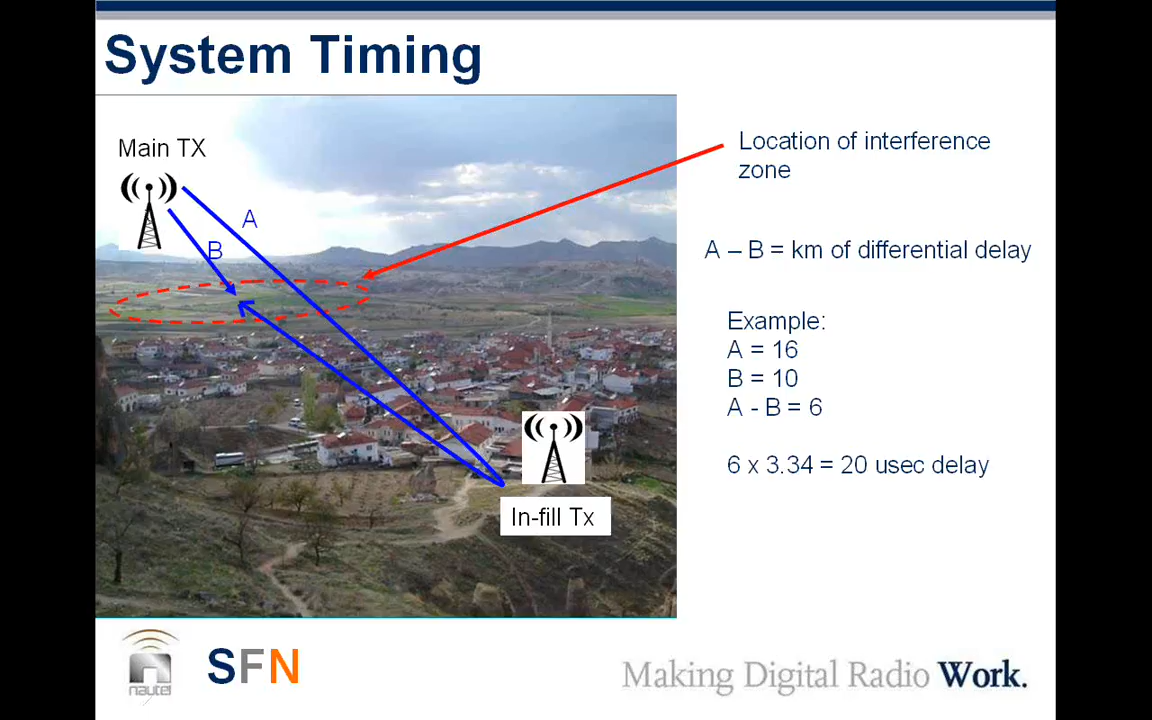 System Timing
Main TX
A
B
Location of interference
zone
A – B = km of differential delay
Example:
A = 16
B = 10
A - B = 6
6 x 3.34 = 20 usec delay
In-fill Tx
nautel
SFN
Making Digital Radio Work.